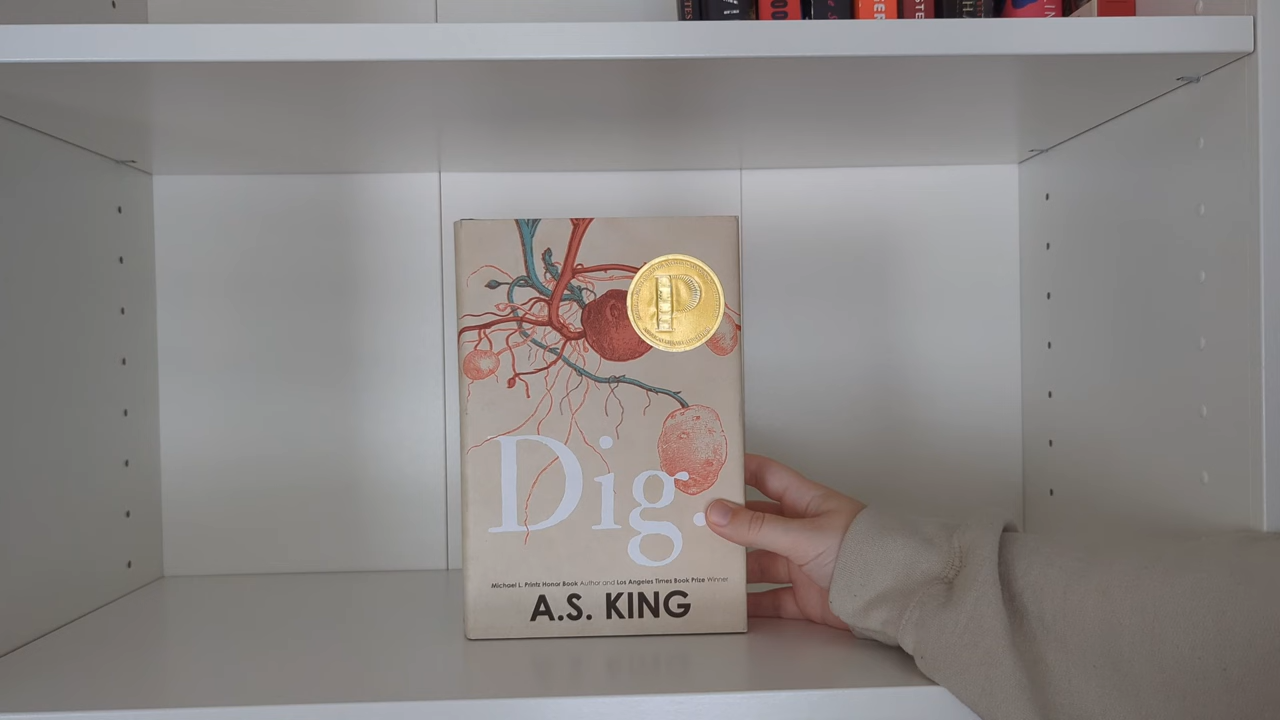 P
Dig.
Michael L. Printz Honor Book Author and Los Angeles Times Book Prize Winner
A.S. KING